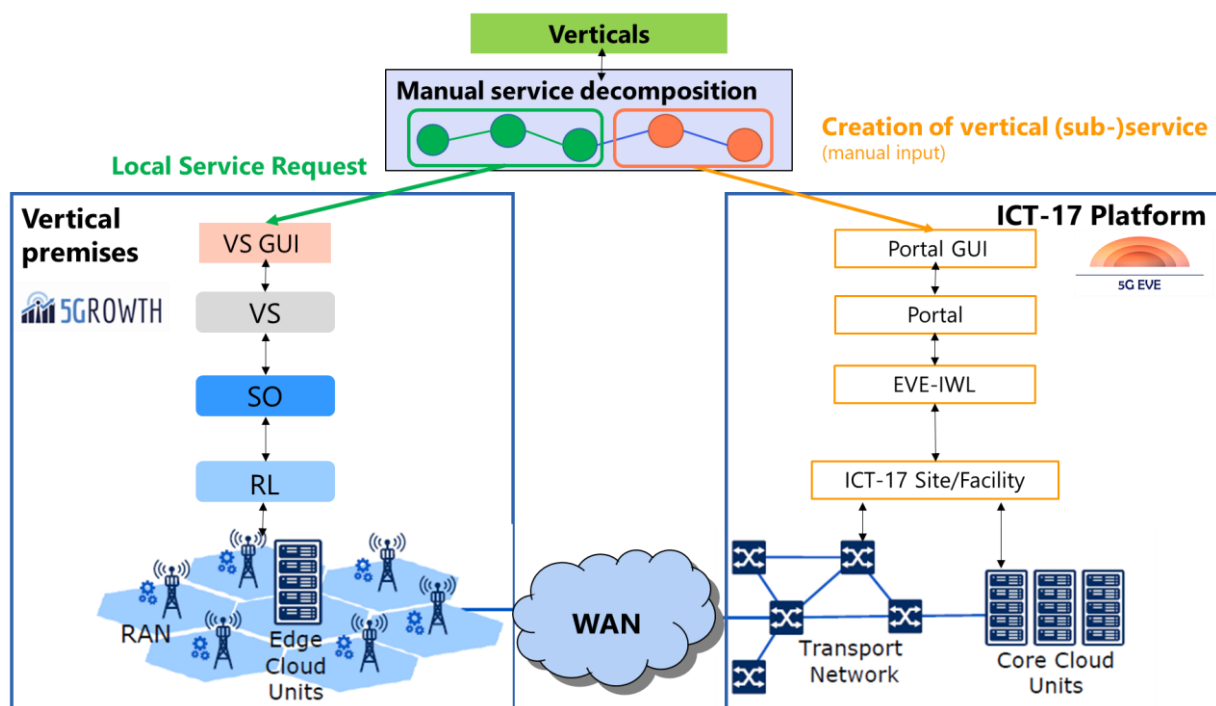 Verticals
Manual service decomposition
Creation of vertical (sub-)service
(manual input)
Local Service Request
Vertical
premises
ICT-17 Platform
VS GUI
Portal GUI
5GROWTH
5G EVE
VS
Portal
SO
EVE-IWL
RL
ICT-17 Site/Facility
RAN
Edge
Cloud
Units
WAN
Transport
Network
Core Cloud
Units